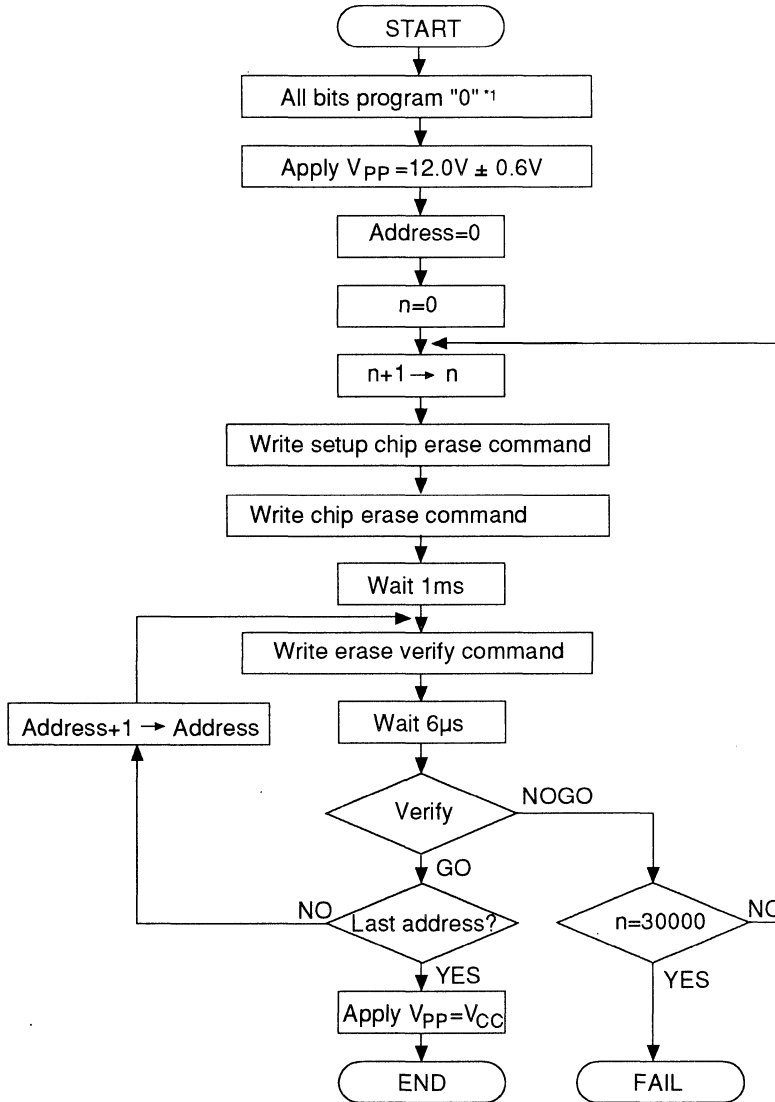 START
All bits program "0" *1
Apply VPP=12.0V ± 0.6V
Address=0
n=0
n+1 → n
Write setup chip erase command
Write chip erase command
Wait 1ms
Write erase verify command
Address+1 → Address
Wait 6µs
Verify
NOGO
GO
NO
Last address?
n=30000
NO
YES
YES
Apply VPP=VCC
END
FAIL